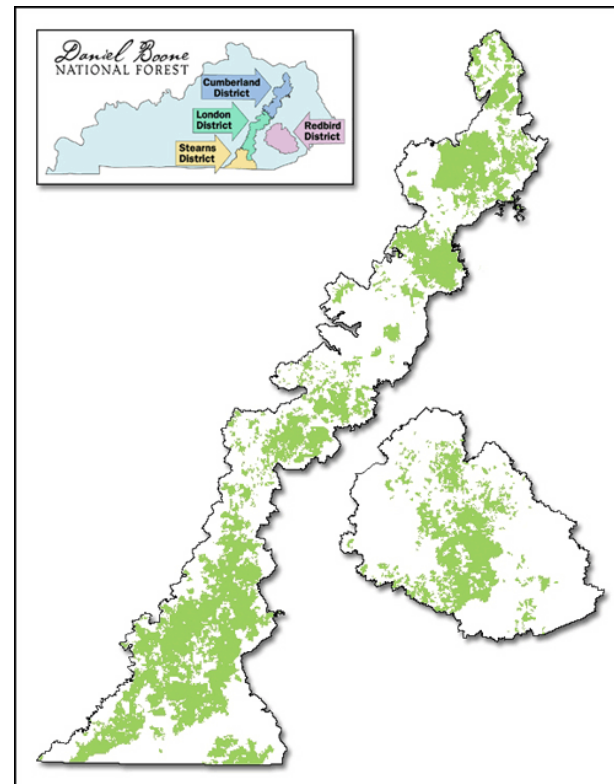 Daniel Boone
NATIONAL FOREST
Cumberland
District
London
District
Redbird
District
Stearns
District